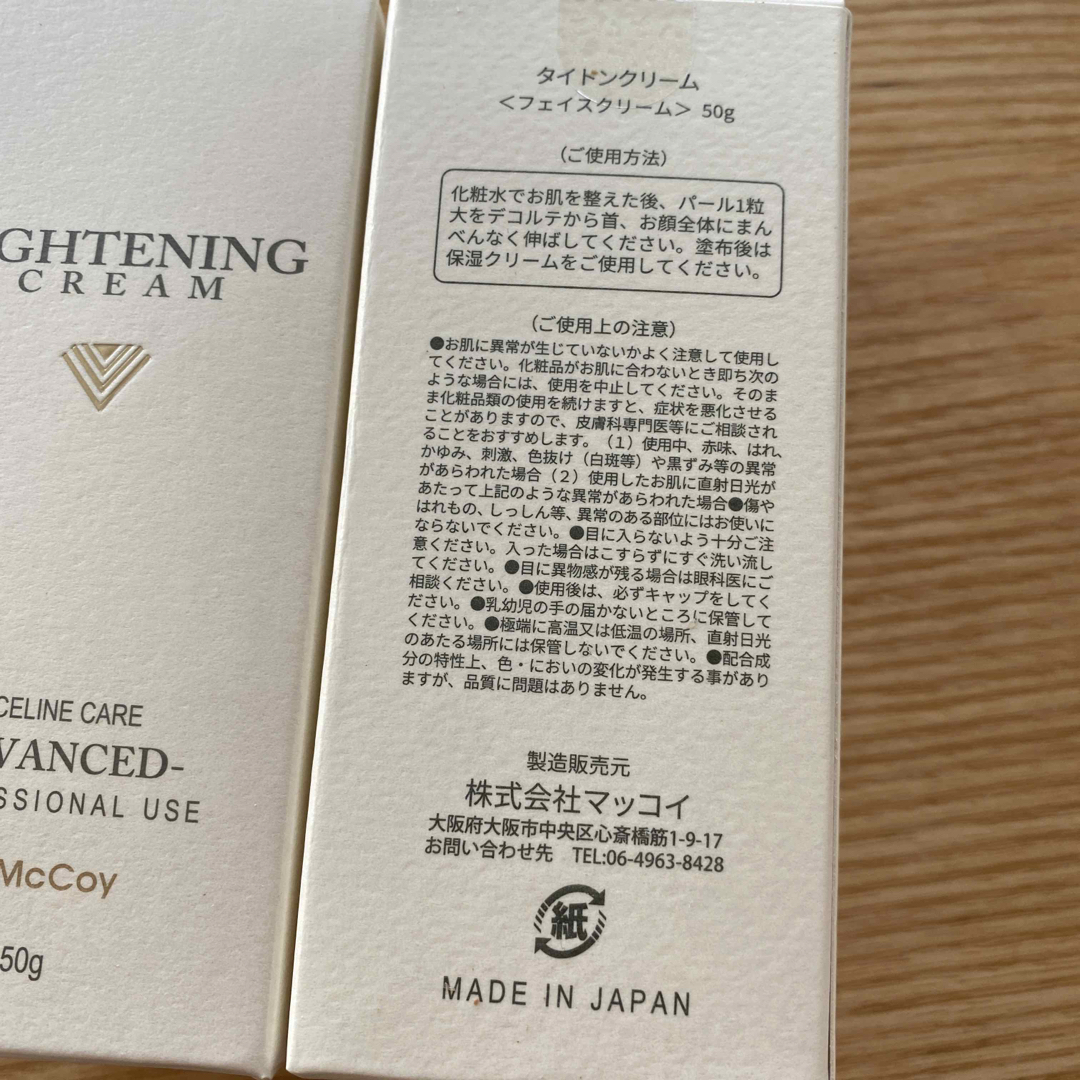 GHTENING
CREAM
CELINE CARE
VANCED-
SSIONAL USE
McCoy
50g
タイトンクリーム
＜フェイスクリーム＞ 50g
（ご使用方法）
化粧水でお肌を整えた後、パール1粒
大をデコルテから首、お顔全体にまん
べんなく伸ばしてください。塗布後は
保湿クリームをご使用してください。
（ご使用上の注意）
●お肌に異常が生じていないかよく注意して使用し
てください。化粧品がお肌に合わないとき即ち次の
ような場合には、使用を中止してください。そのま
ま化粧品類の使用を続けますと、症状を悪化させる
ことがありますので、皮膚科専門医等にご相談され
ることをおすすめします。（１）使用中、赤味、はれ、
かゆみ、刺激、色抜け（白斑等）や黒ずみ等の異常
があらわれた場合（２）使用したお肌に直射日光が
あたって上記のような異常があらわれた場合●傷や
はれもの、しっしん等、異常のある部位にはお使いに
ならないでください。●目に入らないよう十分ご注
意ください。入った場合はこすらずにすぐ洗い流し
てください。●目に異物感が残る場合は眼科医にご
相談ください。●使用後は、必ずキャップをしてく
ださい。●乳幼児の手の届かないところに保管して
ください。●極端に高温又は低温の場所、直射日光
のあたる場所には保管しないでください。●配合成
分の特性上、色・においの変化が発生する事があり
ますが、品質に問題はありません。
製造販売元
株式会社マッコイ
大阪府大阪市中央区心斎橋筋1-9-17
お問い合わせ先　TEL:06-4963-8428
紙
MADE IN JAPAN